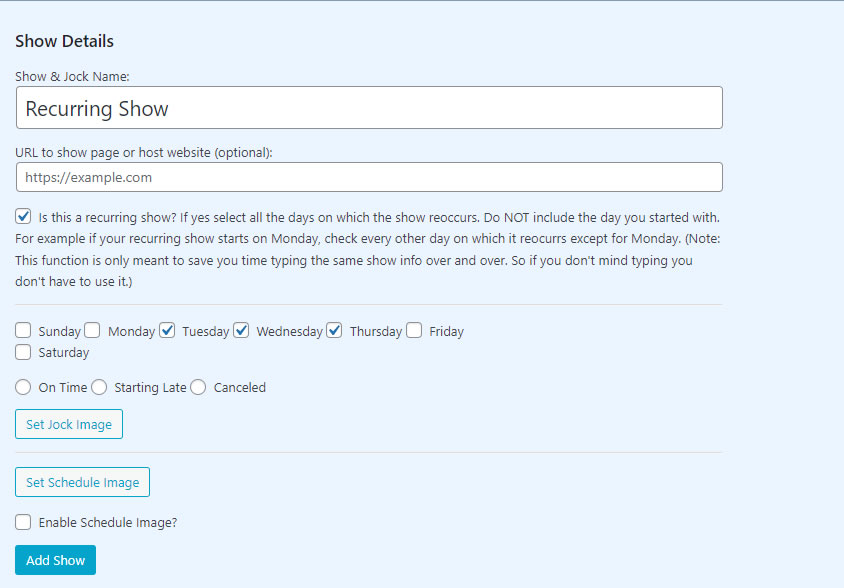 Show Details
Show & Jock Name:
Recurring Show
URL to show page or host website (optional):
https://example.com
Is this a recurring show? If yes select all the days on which the show reoccurs. Do NOT include the day you started with.
For example if your recurring show starts on Monday, check every other day on which it reocurrs except for Monday. (Note:
This function is only meant to save you time typing the same show info over and over. So if you don't mind typing you
don't have to use it.)
Sunday Monday Tuesday Wednesday Thursday Friday
Saturday
On Time Starting Late Canceled
Set Jock Image
Set Schedule Image
Enable Schedule Image?
Add Show